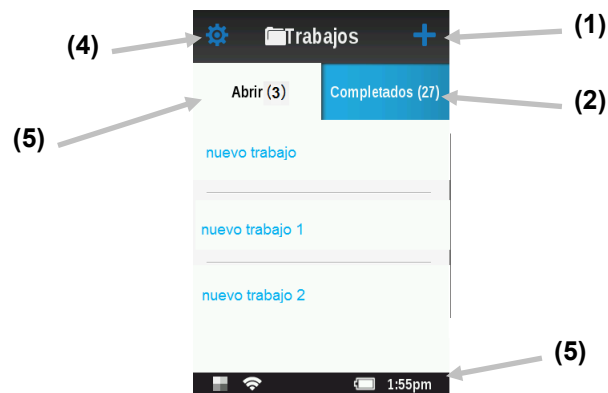 (4)
Trabajos
(1)
Abrir (3)
Completados (27)
(2)
(5)
nuevo trabajo
nuevo trabajo 1
nuevo trabajo 2
(5)
1:55pm